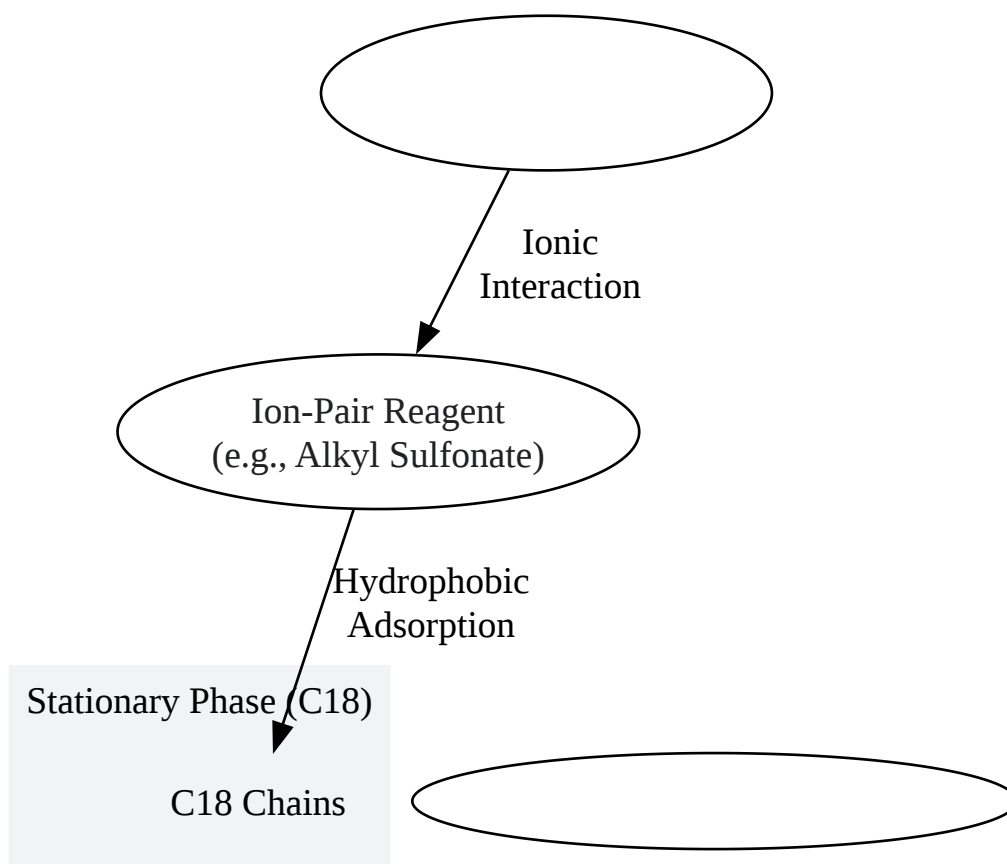 Ionic
Interaction
Ion-Pair Reagent
(e.g., Alkyl Sulfonate)
Hydrophobic
Adsorption
Stationary Phase (C18)
C18 Chains